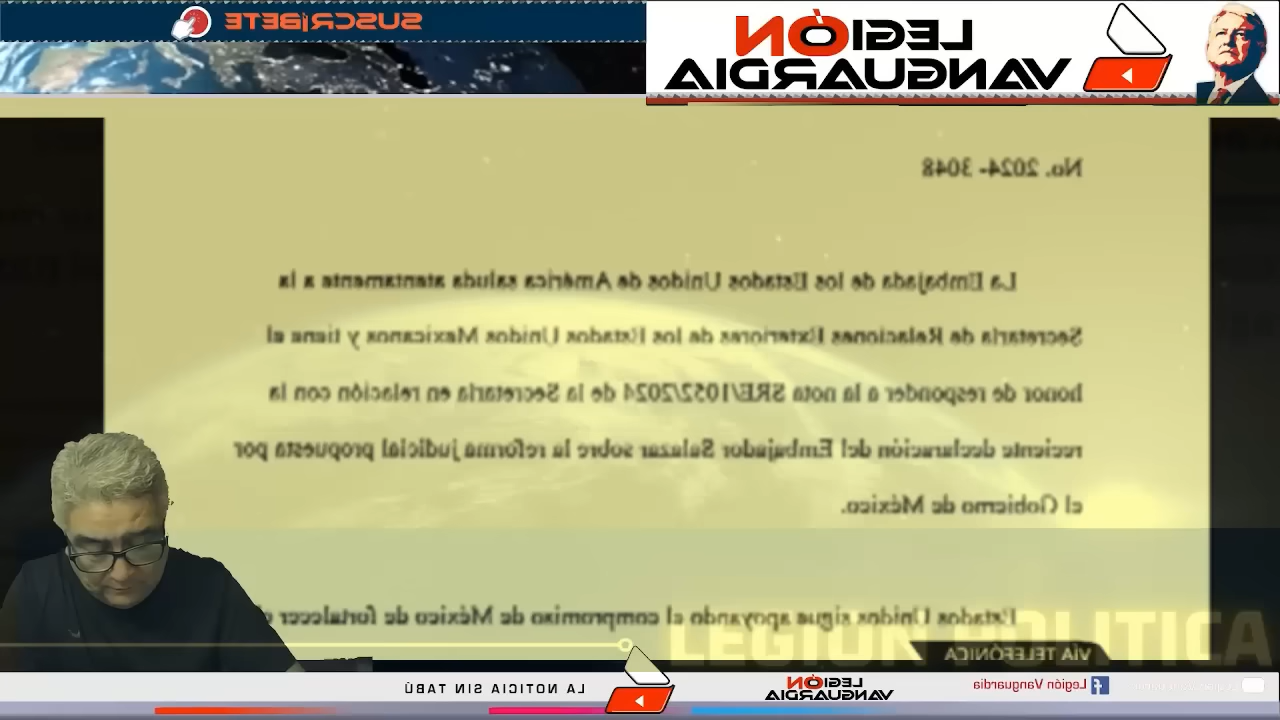 SUSCRÍBETE
LEGIÓN
VANGUARDIA
No. 2024- 3048
La Embajada de los Estados Unidos de América saluda atentamente a la
Secretaría de Relaciones Exteriores de los Estados Unidos Mexicanos y tiene el
honor de responder a la nota SRE/1052/2024 de la Secretaría en relación con la
reciente declaración del Embajador Salazar sobre la reforma judicial propuesta por
el Gobierno de México.
Estados Unidos sigue apoyando el compromiso de México de fortalecer
LEGION POLITICA
VÍA TELEFÓNICA
Legión Vanguardia
LEGIÓN
VANGUARDIA
LA NOTICIA SIN TABÚ